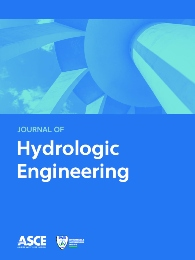 JOURNAL OF
Hydrologic
Engineering
ASCE